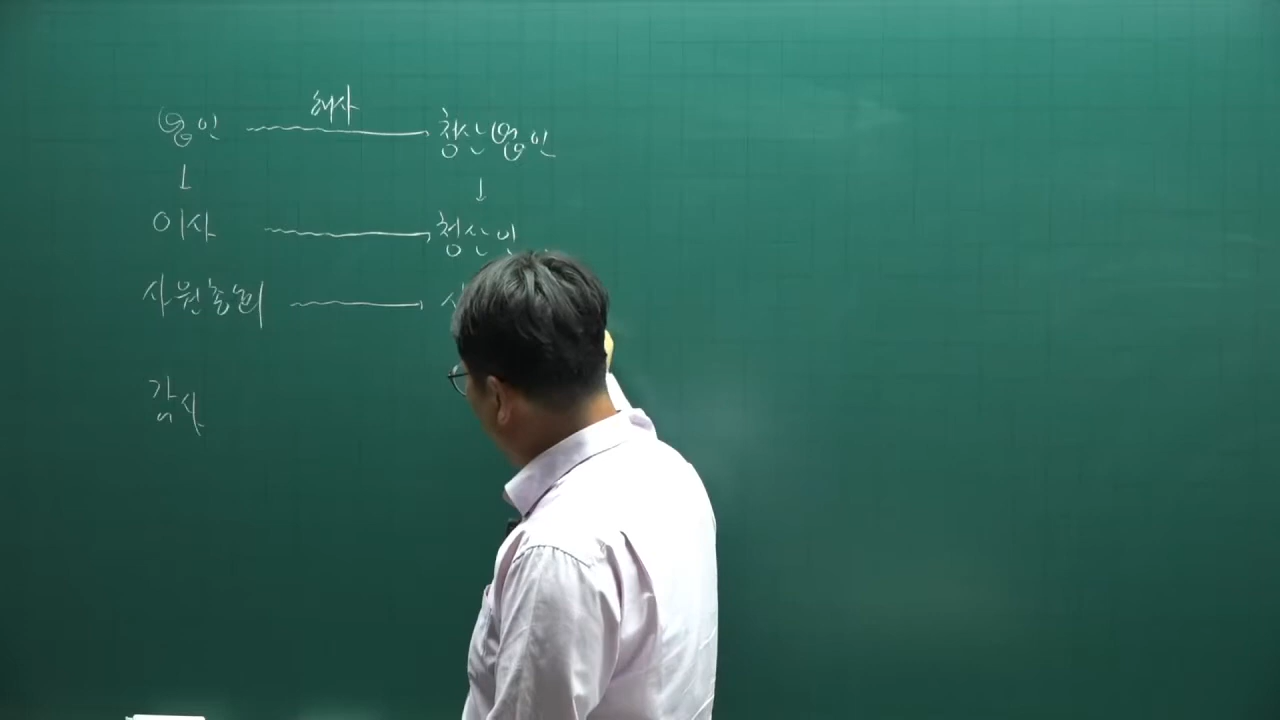 해산
법인 → 청산법인
↓ ↓
이사 → 청산인
사원총회 → 사
감사